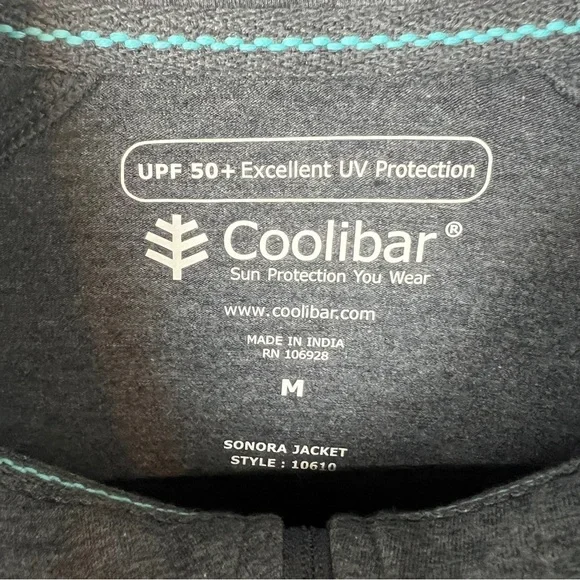 UPF 50+ Excellent UV Protection
Coolibar®
Sun Protection You Wear
www.coolibar.com
MADE IN INDIA
RN 106928
M
SONORA JACKET
STYLE : 10610